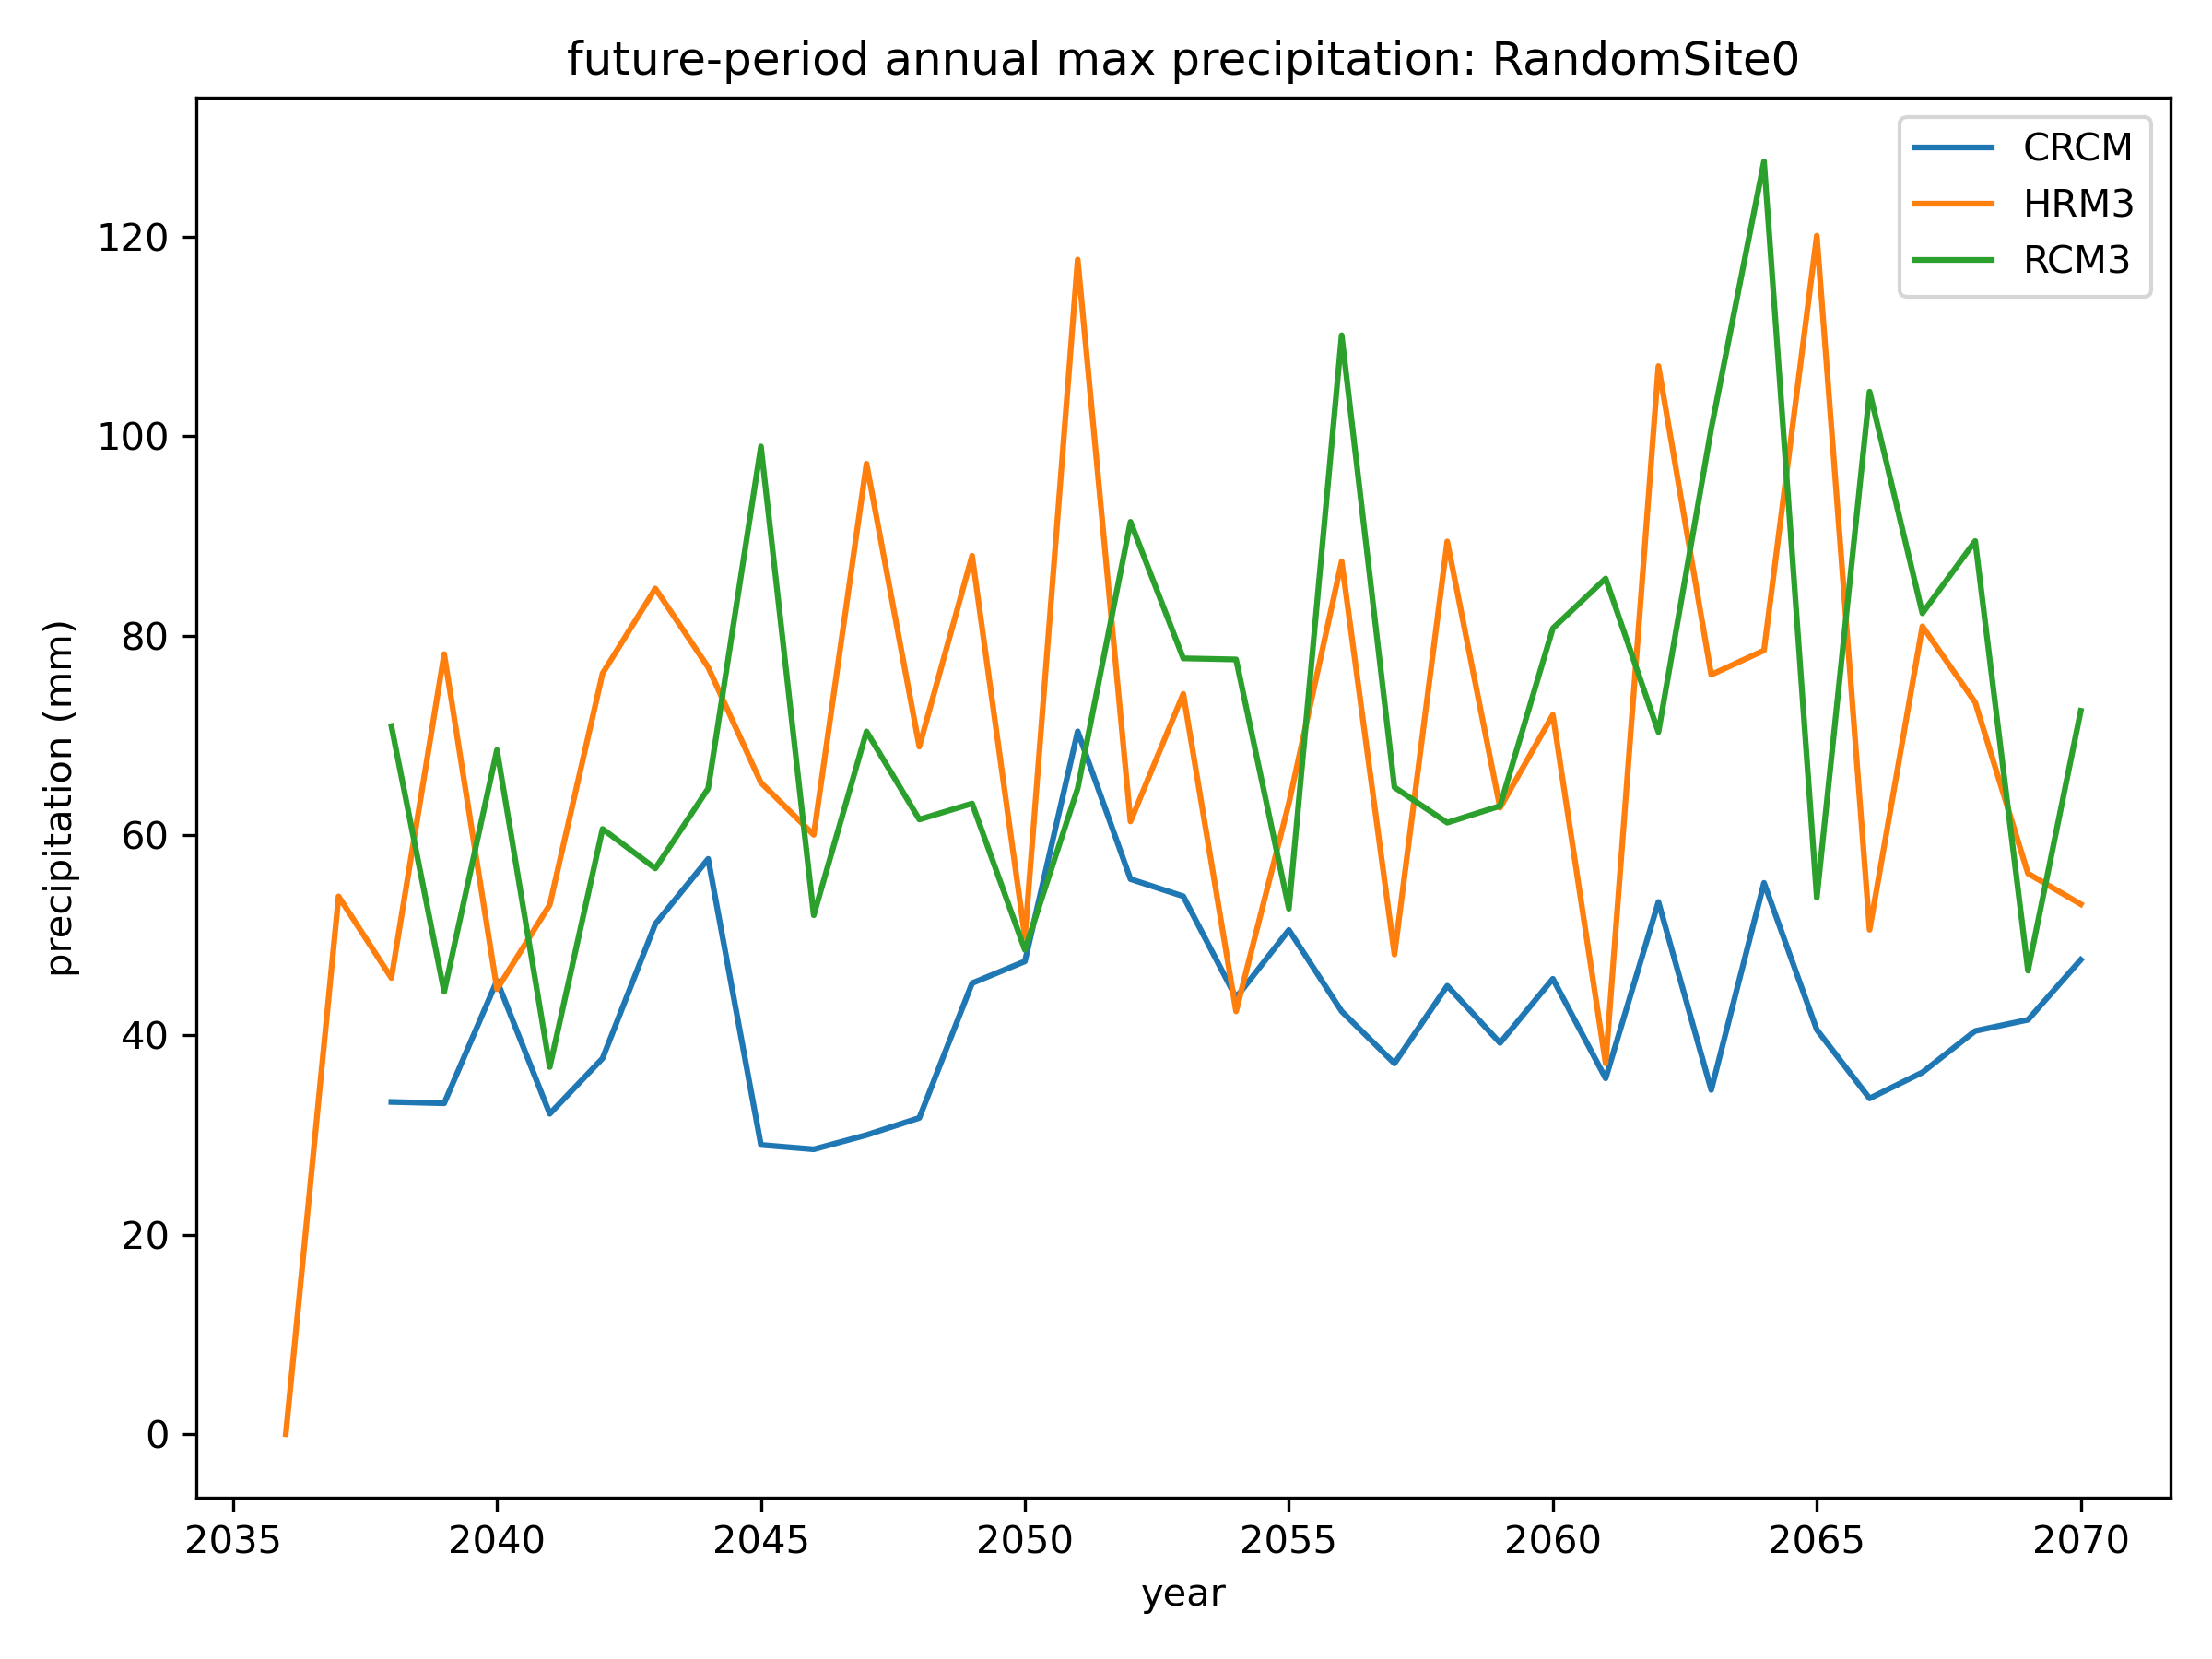 future-period annual max precipitation: RandomSite0
CRCM
HRM3
RCM3
precipitation (mm)
120
100
80
60
40
20
0
2035 2040 2045 2050 2055 2060 2065 2070
year